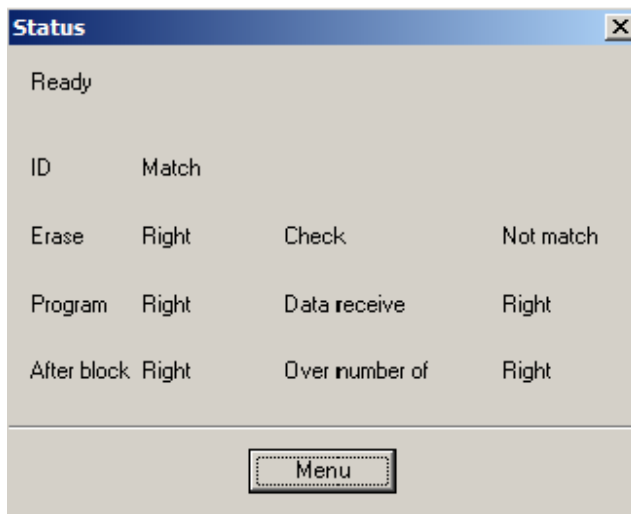 Status
Ready
ID Match
Erase Right Check Not match
Program Right Data receive Right
After block Right Over number of Right
Menu